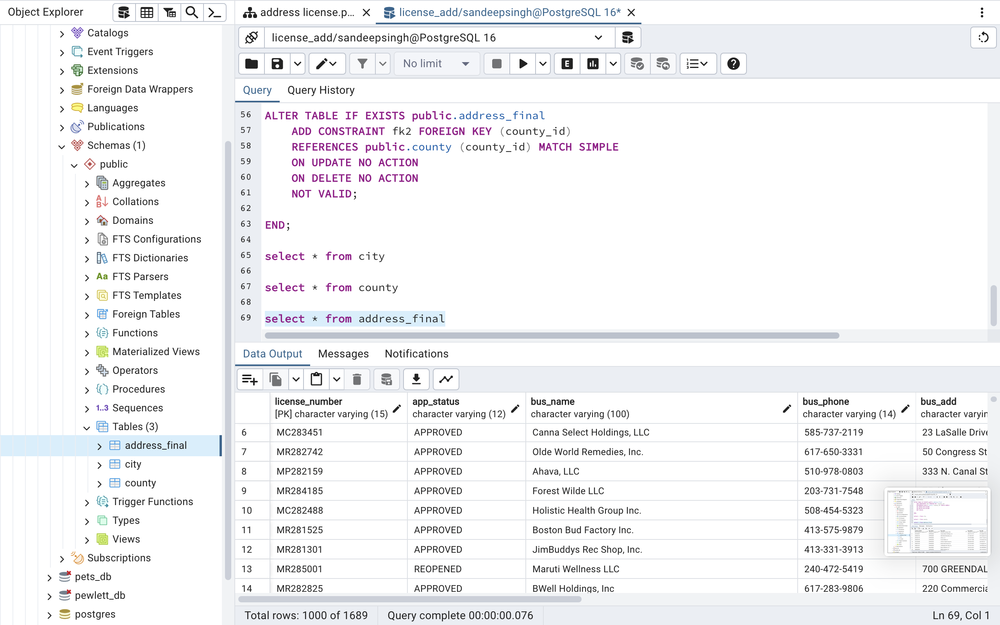 Object Explorer
address license.p...
license_add/sandeepsingh@PostgreSQL 16*
Catalogs
Event Triggers
Extensions
Foreign Data Wrappers
Languages
Publications
Schemas (1)
public
Aggregates
Collations
Domains
FTS Configurations
FTS Dictionaries
Aa FTS Parsers
FTS Templates
Foreign Tables
Functions
Materialized Views
Operators
Procedures
1..3 Sequences
Tables (3)
address_final
city
county
Trigger Functions
Types
Views
Subscriptions
pets_db
pewlett_db
postgres
license_add/sandeepsingh@PostgreSQL 16
No limit
E
Query Query History
56 ALTER TABLE IF EXISTS public.address_final
57 ADD CONSTRAINT fk2 FOREIGN KEY (county_id)
58 REFERENCES public.county (county_id) MATCH SIMPLE
59 ON UPDATE NO ACTION
60 ON DELETE NO ACTION
61 NOT VALID;
62
63 END;
64
65 select * from city
66
67 select * from county
68
69 select * from address_final
Data Output Messages Notifications
license_number app_status bus_name bus_phone bus_add
[PK] character varying (15) character varying (12) character varying (100) character varying (14) character varyin
6 MC283451 APPROVED Canna Select Holdings, LLC 585-737-2119 23 LaSalle Drive
7 MR282742 APPROVED Olde World Remedies, Inc. 617-650-3331 50 Congress St
8 MP282159 APPROVED Ahava, LLC 510-978-0803 333 N. Canal St
9 MR284185 APPROVED Forest Wilde LLC 203-731-7548
10 MC282488 APPROVED Holistic Health Group Inc. 508-454-5323
11 MR281525 APPROVED Boston Bud Factory Inc. 413-575-9879
12 MR281301 APPROVED JimBuddys Rec Shop, Inc. 413-331-3913
13 MR285001 REOPENED Maruti Wellness LLC 240-472-5419 700 GREENDAL
14 MR282825 APPROVED BWell Holdings, Inc 617-283-9806 220 Commercia
Total rows: 1000 of 1689 Query complete 00:00:00.076 Ln 69, Col 1